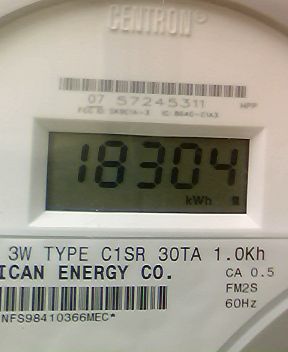 CENTRON®
07 57245311 HPP
18304
kWh
3W TYPE C1SR 30TA 1.0Kh
ICAN ENERGY CO. CA 0.5
FM2S
60Hz
NFS98410366MEC*